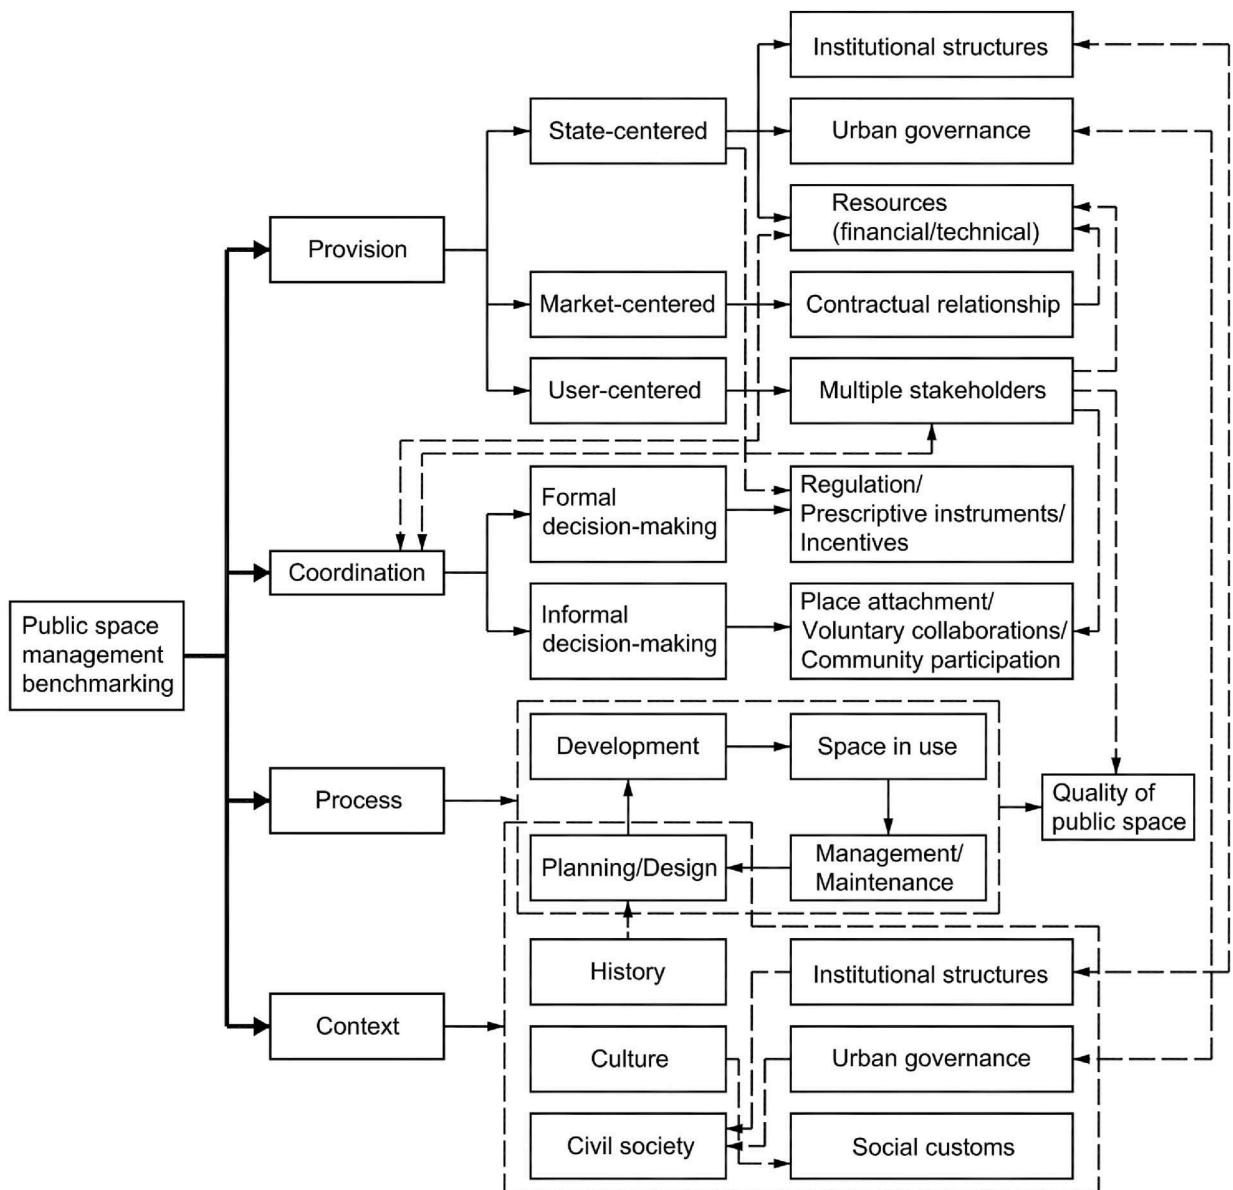 Institutional structures
State-centered
Urban governance
Resources
(financial/technical)
Provision
Market-centered
Contractual relationship
User-centered
Multiple stakeholders
Formal
decision-making
Regulation/
Prescriptive instruments/
Incentives
Coordination
Informal
decision-making
Place attachment/
Voluntary collaborations/
Community participation
Public space
management
benchmarking
Development
Space in use
Process
Quality of
public space
Planning/Design
Management/
Maintenance
History
Institutional structures
Context
Culture
Urban governance
Civil society
Social customs